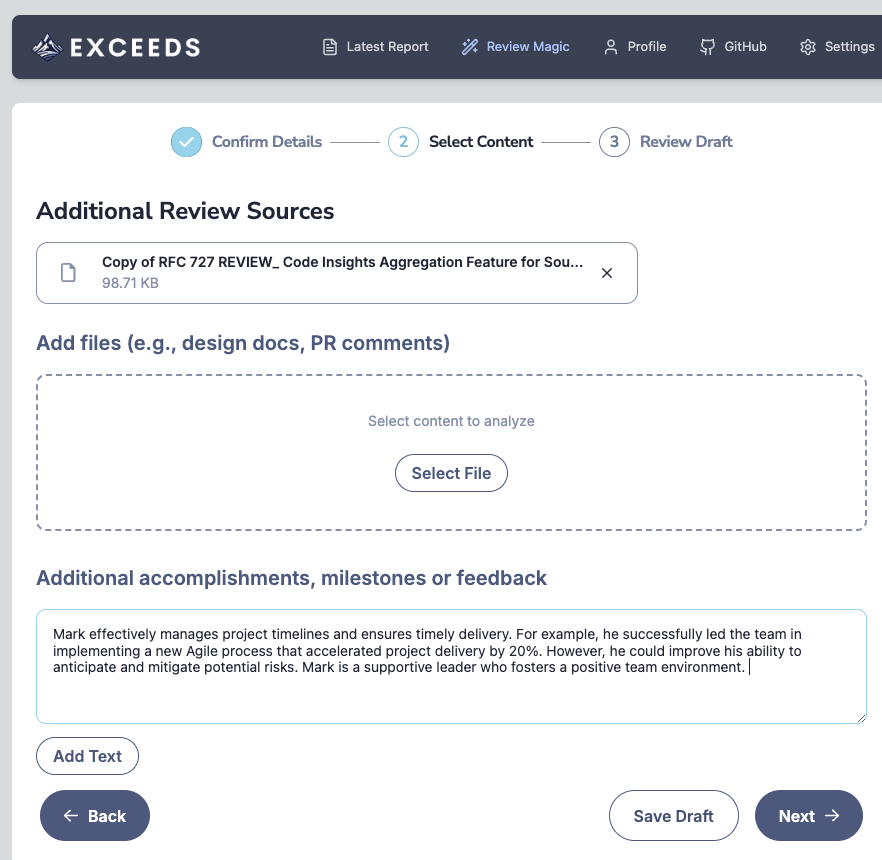 EXCEEDS
Latest Report
Review Magic
Profile
GitHub
Settings
Confirm Details
2
Select Content
3
Review Draft
Additional Review Sources
Copy of RFC 727 REVIEW_ Code Insights Aggregation Feature for Sou...
98.71 KB
Add files (e.g., design docs, PR comments)
Select content to analyze
Select File
Additional accomplishments, milestones or feedback
Mark effectively manages project timelines and ensures timely delivery. For example, he successfully led the team in
implementing a new Agile process that accelerated project delivery by 20%. However, he could improve his ability to
anticipate and mitigate potential risks. Mark is a supportive leader who fosters a positive team environment.
Add Text
Back
Save Draft
Next